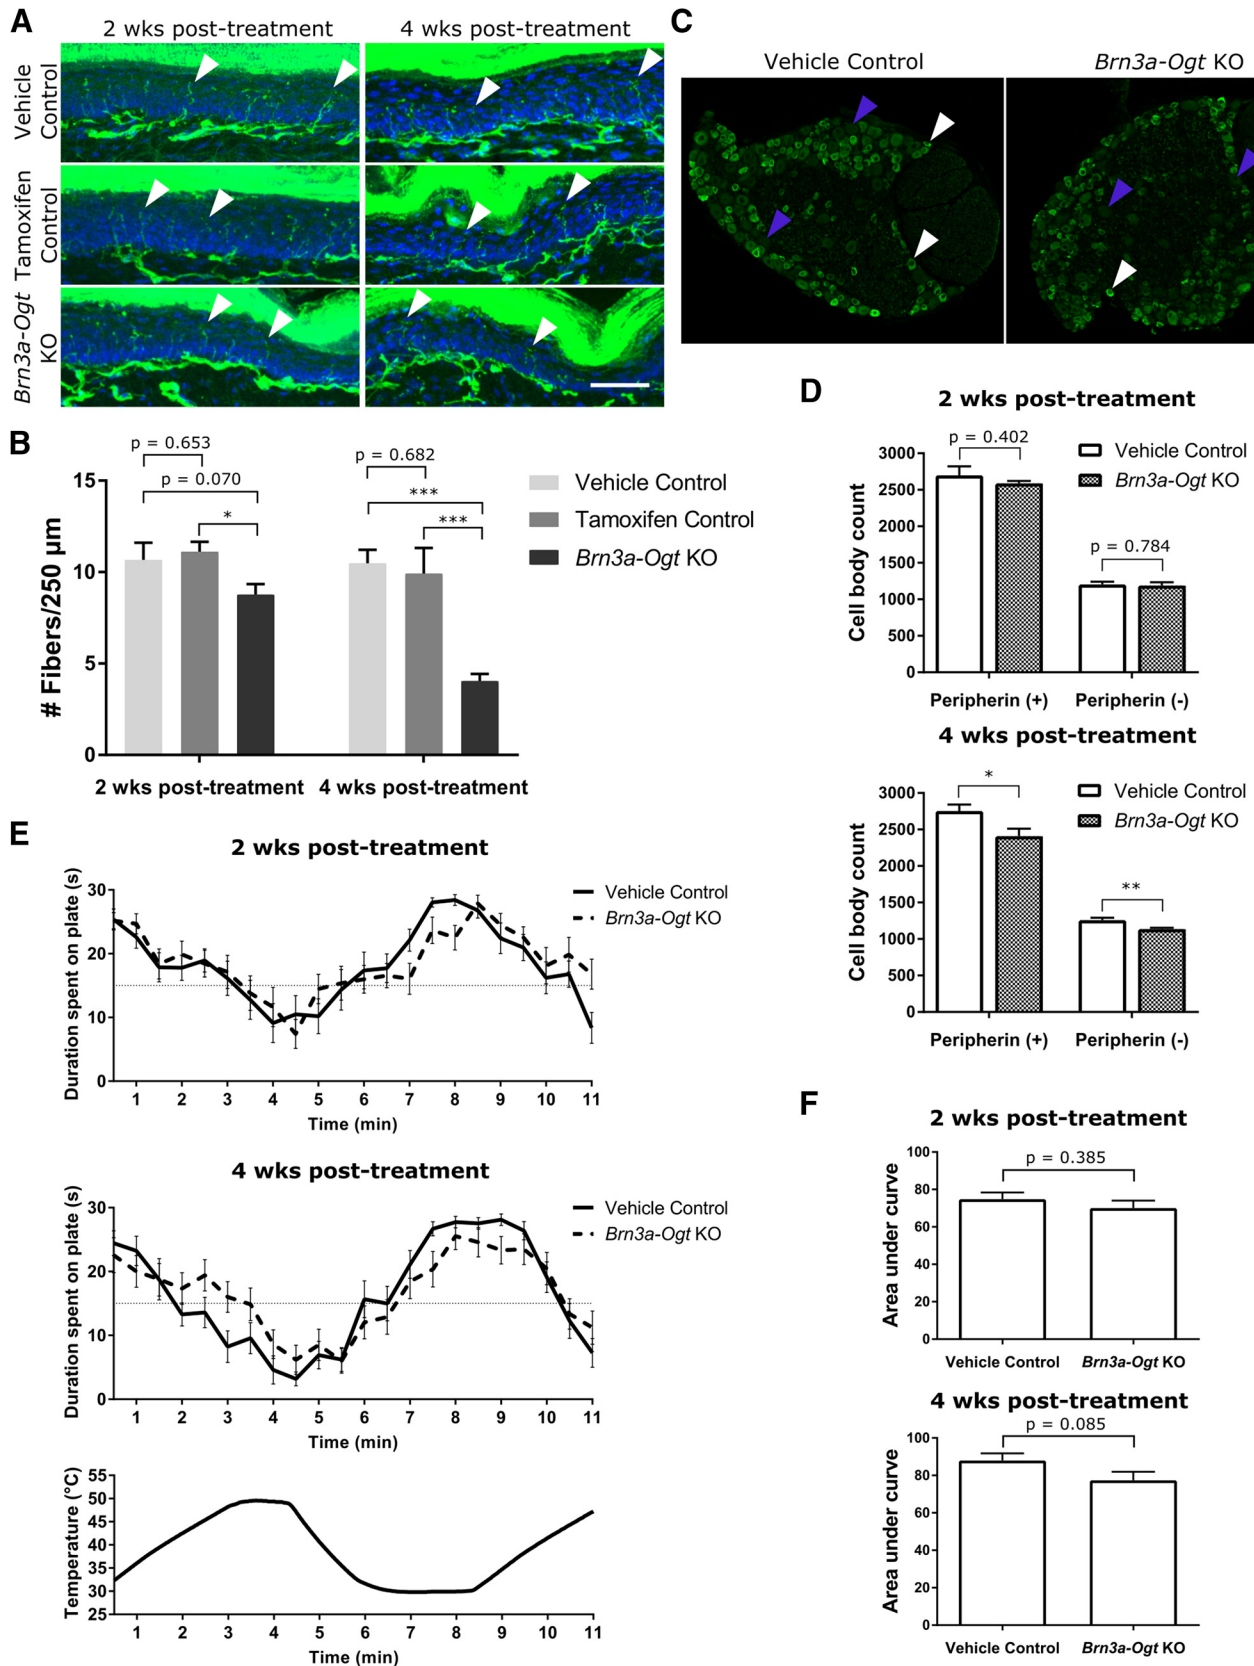 A
2 wks post-treatment
4 wks post-treatment
Vehicle
Control
Tamoxifen
Control
Brn3a-Ogt
KO
B
p = 0.653
p = 0.070
*
p = 0.682
***
***
15
10
5
0
# Fibers/250 µm
2 wks post-treatment
4 wks post-treatment
Vehicle Control
Tamoxifen Control
Brn3a-Ogt KO
C
Vehicle Control
Brn3a-Ogt KO
D
2 wks post-treatment
p = 0.402
p = 0.784
Vehicle Control
Brn3a-Ogt KO
3000
2500
2000
1500
1000
500
0
Cell body count
Peripherin (+)
Peripherin (-)
4 wks post-treatment
*
**
Vehicle Control
Brn3a-Ogt KO
3000
2500
2000
1500
1000
500
0
Cell body count
Peripherin (+)
Peripherin (-)
E
2 wks post-treatment
Vehicle Control
Brn3a-Ogt KO
30
20
10
0
Duration spent on plate (s)
1 2 3 4 5 6 7 8 9 10 11
Time (min)
4 wks post-treatment
Vehicle Control
Brn3a-Ogt KO
30
20
10
0
Duration spent on plate (s)
1 2 3 4 5 6 7 8 9 10 11
Time (min)
55
50
45
40
35
30
25
Temperature (°C)
1 2 3 4 5 6 7 8 9 10 11
Time (min)
F
2 wks post-treatment
p = 0.385
100
80
60
40
20
0
Area under curve
Vehicle Control
Brn3a-Ogt KO
4 wks post-treatment
p = 0.085
100
80
60
40
20
0
Area under curve
Vehicle Control
Brn3a-Ogt KO